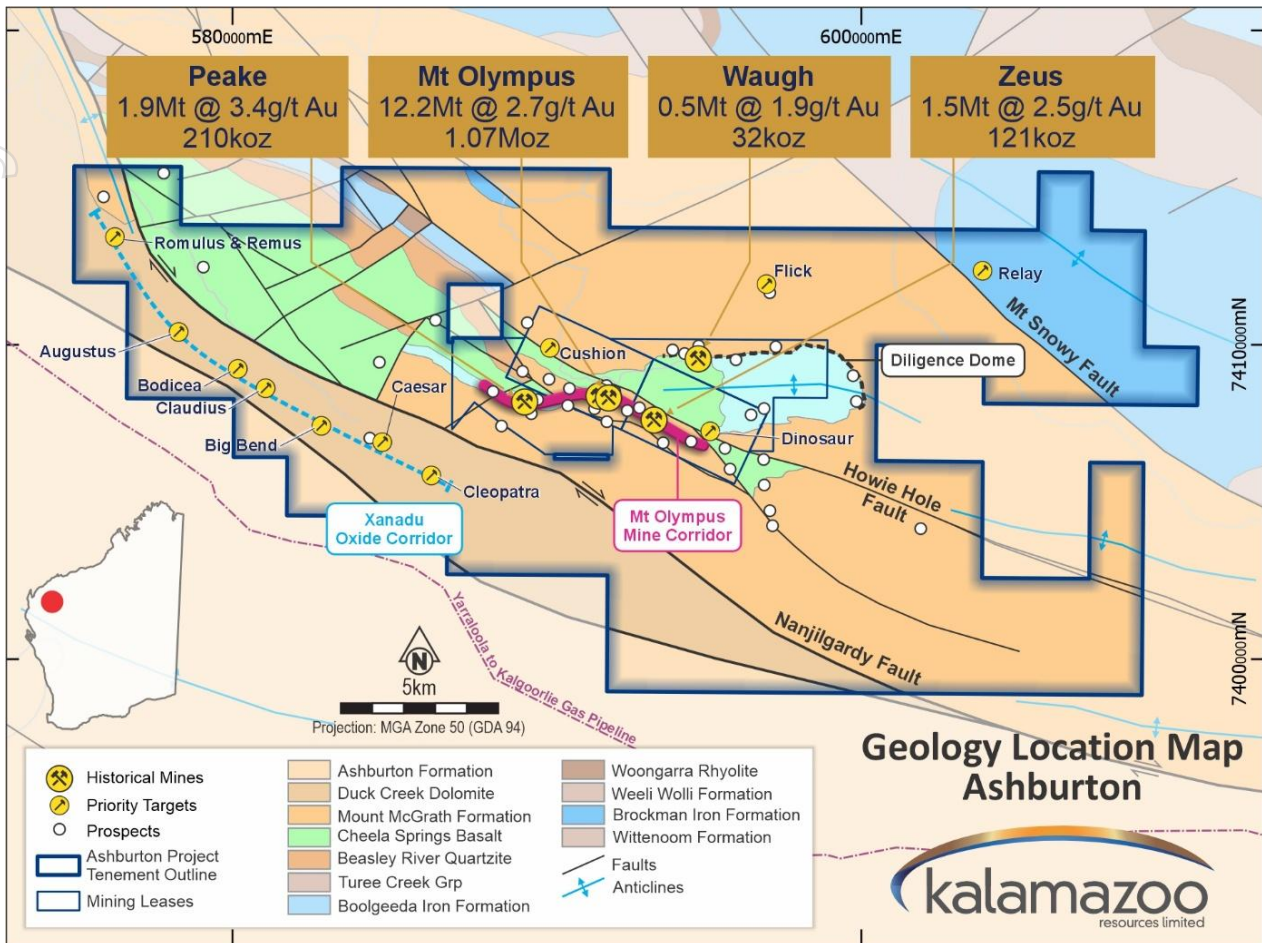 580000mE
600000mE
Peake
1.9Mt @ 3.4g/t Au
210koz
Mt Olympus
12.2Mt @ 2.7g/t Au
1.07Moz
Waugh
0.5Mt @ 1.9g/t Au
32koz
Zeus
1.5Mt @ 2.5g/t Au
121koz
Romulus & Remus
Flick
Relay
Mt Snowy Fault
7410000mN
Augustus
Cushion
Diligence Dome
Bodicea
Claudius
Caesar
Big Bend
Dinosaur
Cleopatra
Howie Hole
Fault
Xanadu
Oxide Corridor
Mt Olympus
Mine Corridor
Nanjilgardy Fault
7400000mN
Yarraloola to Kalgoorlie Gas Pipeline
N
5km
Projection: MGA Zone 50 (GDA 94)
Geology Location Map
Ashburton
Historical Mines
Priority Targets
Prospects
Ashburton Project
Tenement Outline
Mining Leases
Ashburton Formation
Duck Creek Dolomite
Mount McGrath Formation
Cheela Springs Basalt
Beasley River Quartzite
Turee Creek Grp
Boolgeeda Iron Formation
Woongarra Rhyolite
Weeli Wolli Formation
Brockman Iron Formation
Wittenoom Formation
Faults
Anticlines
kalamazoo
resources limited